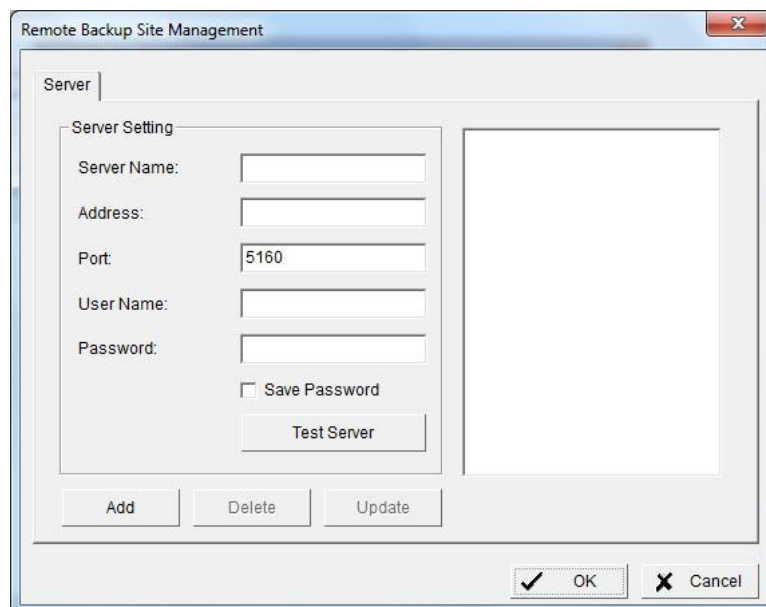 Remote Backup Site Management
Server
Server Setting
Server Name:
Address:
Port: 5160
User Name:
Password:
Save Password
Test Server
Add Delete Update
OK Cancel